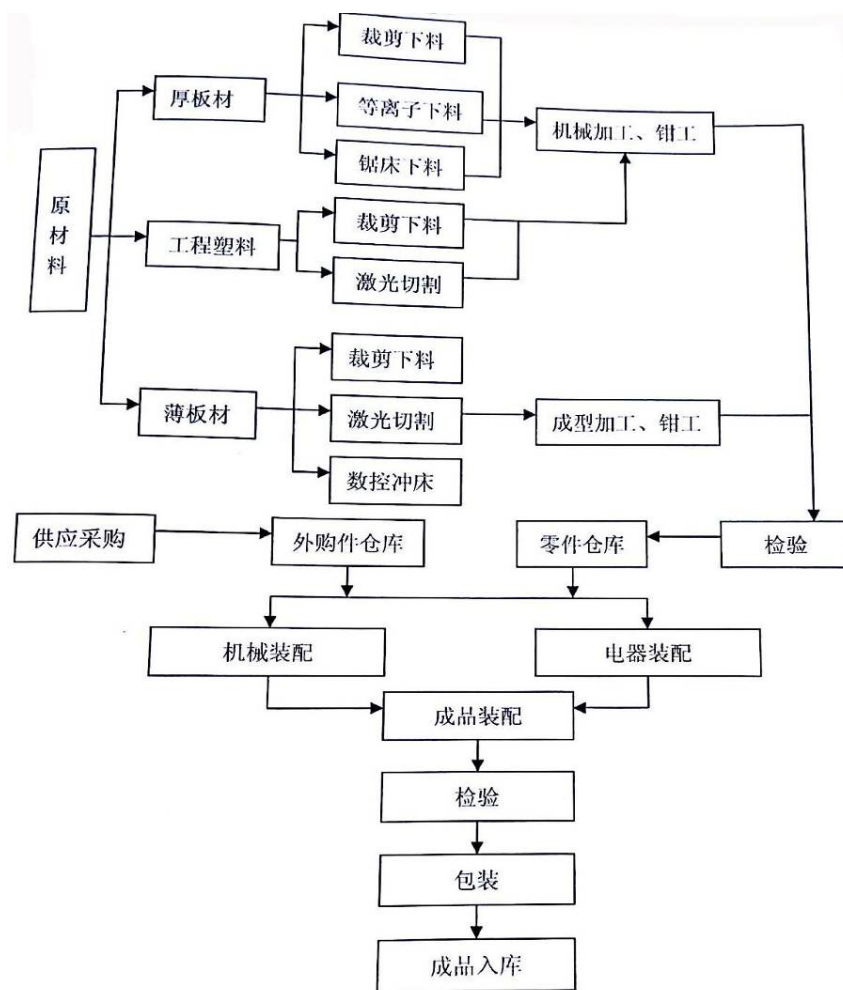 裁剪下料
厚板材
等离子下料
机械加工、钳工
锯床下料
原材料
工程塑料
裁剪下料
激光切割
裁剪下料
薄板材
激光切割
成型加工、钳工
数控冲床
供应采购
外购件仓库
零件仓库
检验
机械装配
电器装配
成品装配
检验
包装
成品入库